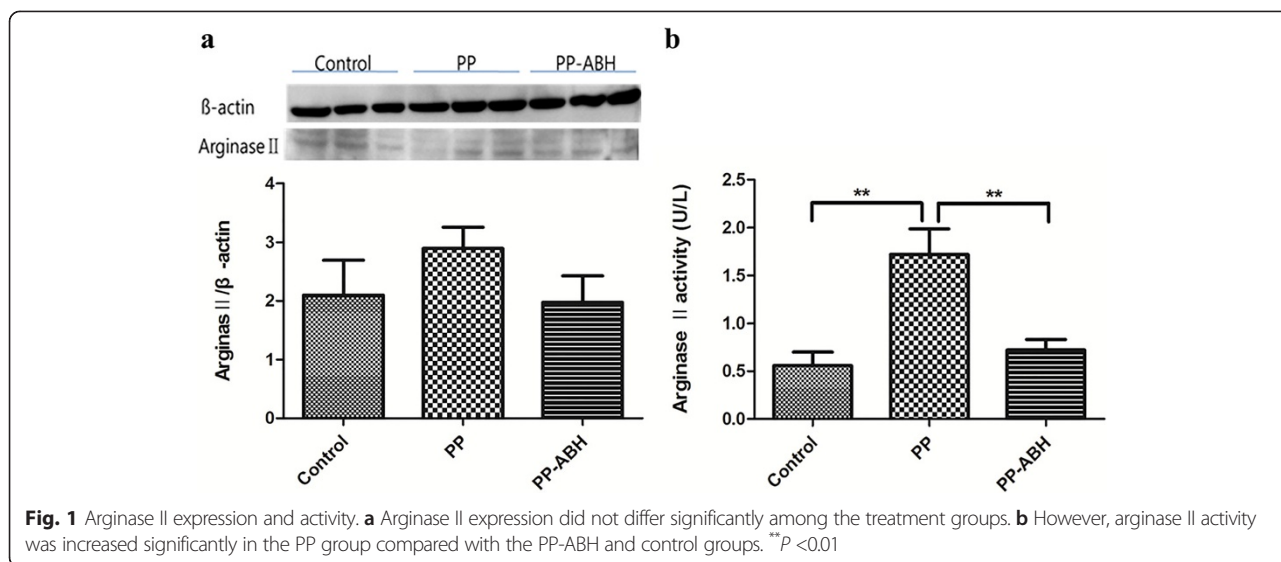 a
Control PP PP-ABH
ß-actin
Arginase II
Arginas II/β -actin
4
3
2
1
0
Control
PP
PP-ABH
b
Arginase II activity (U/L)
2.5
2.0
1.5
1.0
0.5
0.0
** **
Control
PP
PP-ABH
Fig. 1 Arginase II expression and activity. a Arginase II expression did not differ significantly among the treatment groups. b However, arginase II activity
was increased significantly in the PP group compared with the PP-ABH and control groups. **P <0.01